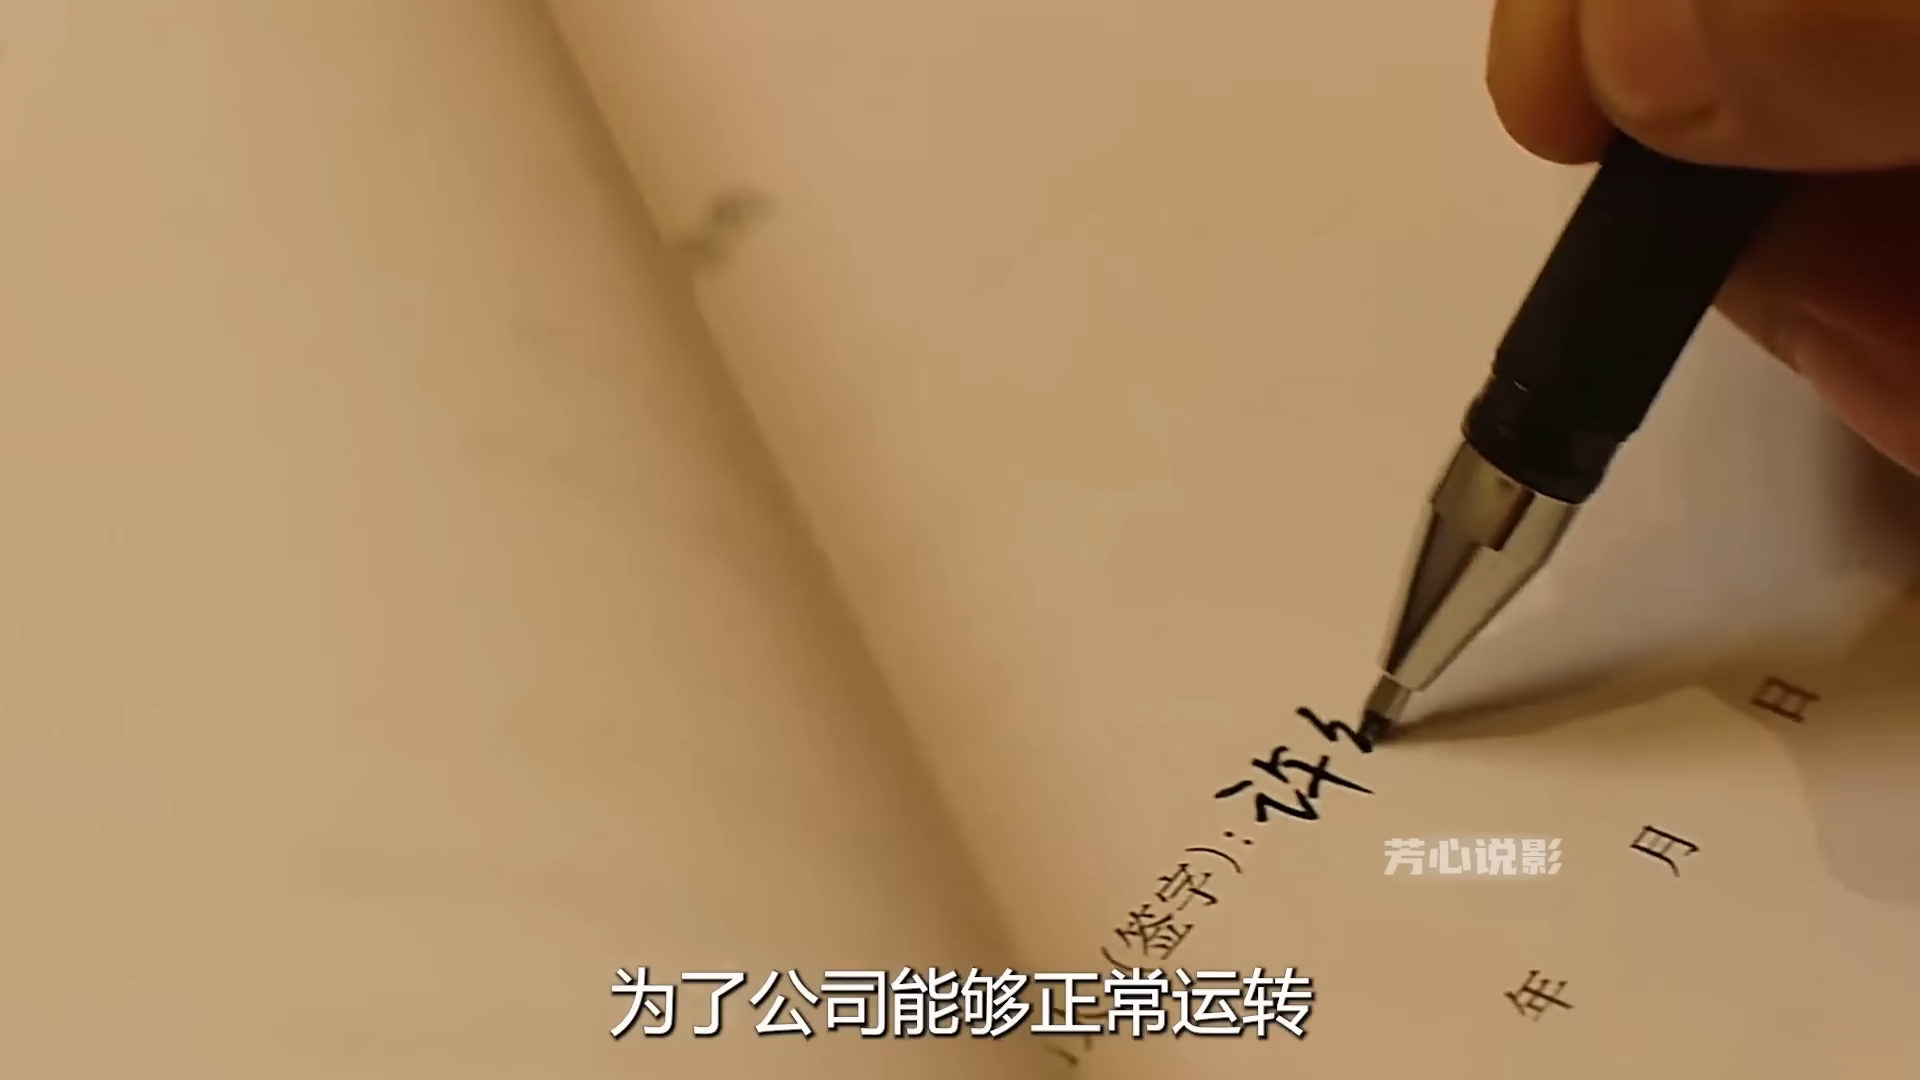 (签字):许
年 月 日
芳心说影
为了公司能够正常运转